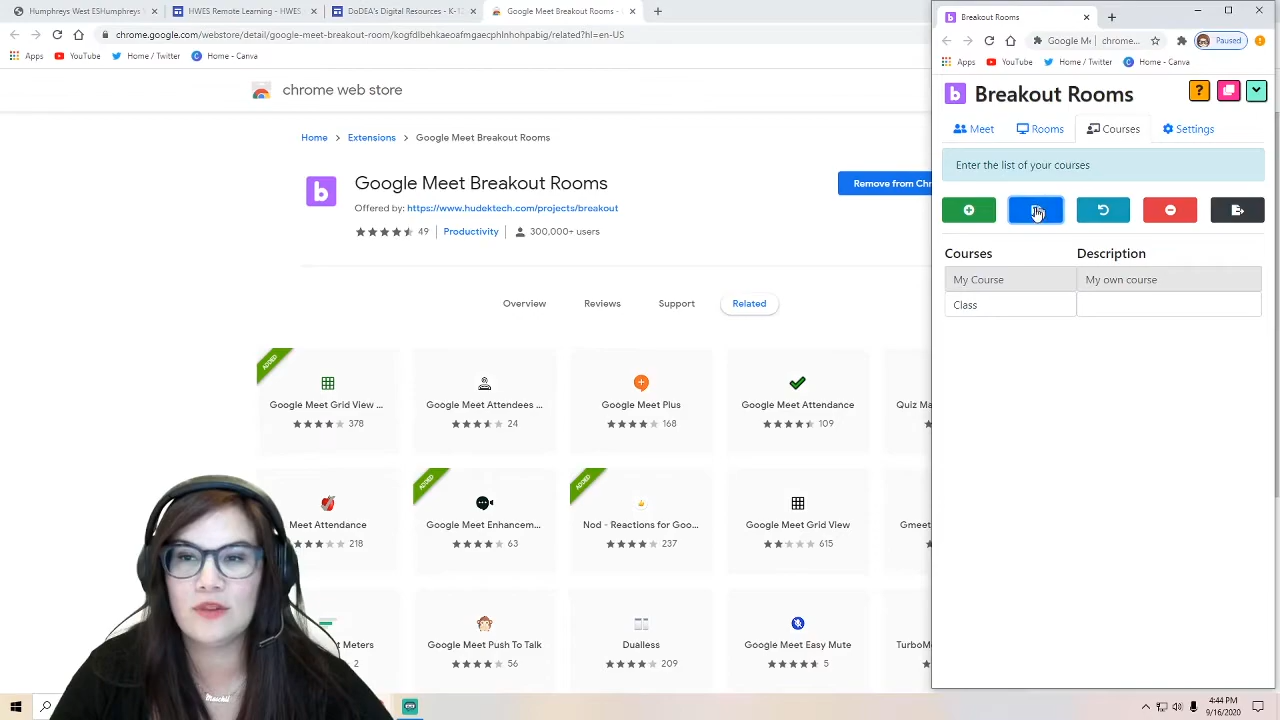 Humphreys West ESHumphreys W
HWES Remote Learning - HWES
DoDEA's Digital Resources - K-12
Google Meet Breakout Rooms -
chrome.google.com/webstore/detail/google-meet-breakout-room/kogfdlbehkaeoafmgaecphlnhohpabig/related?hl=en-US
Apps
YouTube
Home / Twitter
Home - Canva
chrome web store
Home
Extensions
Google Meet Breakout Rooms
Google Meet Breakout Rooms
Offered by: https://www.hudektech.com/projects/breakout
49
Productivity
300,000+ users
Remove from Chr
Overview
Reviews
Support
Related
ADDED
Google Meet Grid View ...
378
Google Meet Attendees ...
24
Google Meet Plus
168
Google Meet Attendance
109
Quiz Ma
Meet Attendance
218
ADDED
Google Meet Enhancem...
63
ADDED
Nod - Reactions for Goo...
237
Google Meet Grid View
615
Gmeet
t Meters
2
Google Meet Push To Talk
56
Dualless
209
Google Meet Easy Mute
5
TurboMe
Breakout Rooms
Google Me
chrome...
Paused
Apps
YouTube
Home / Twitter
Home - Canva
b Breakout Rooms
?
Meet
Rooms
Courses
Settings
Enter the list of your courses
Courses
Description
My Course
My own course
Class
4:44 PM
9/16/2020